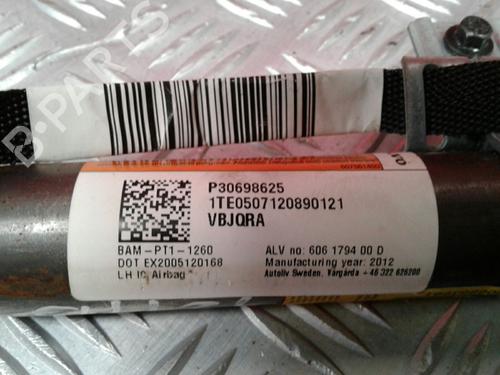 B-PARTS
P30698625
1TE0507120890121
VBJQRA
BAM-PT1-1260
DOT EX2005120168
LH IC Airbag
ALV no: 606 1794 00 D
Manufacturing year: 2012
Autoliv Sweden, Vårgårda +46 322 626200